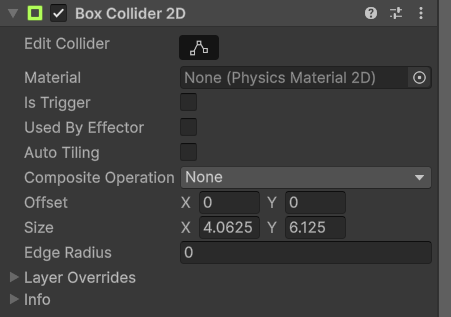 Box Collider 2D
Edit Collider
Material None (Physics Material 2D)
Is Trigger
Used By Effector
Auto Tiling
Composite Operation None
Offset X 0 Y 0
Size X 4.0625 Y 6.125
Edge Radius 0
Layer Overrides
Info